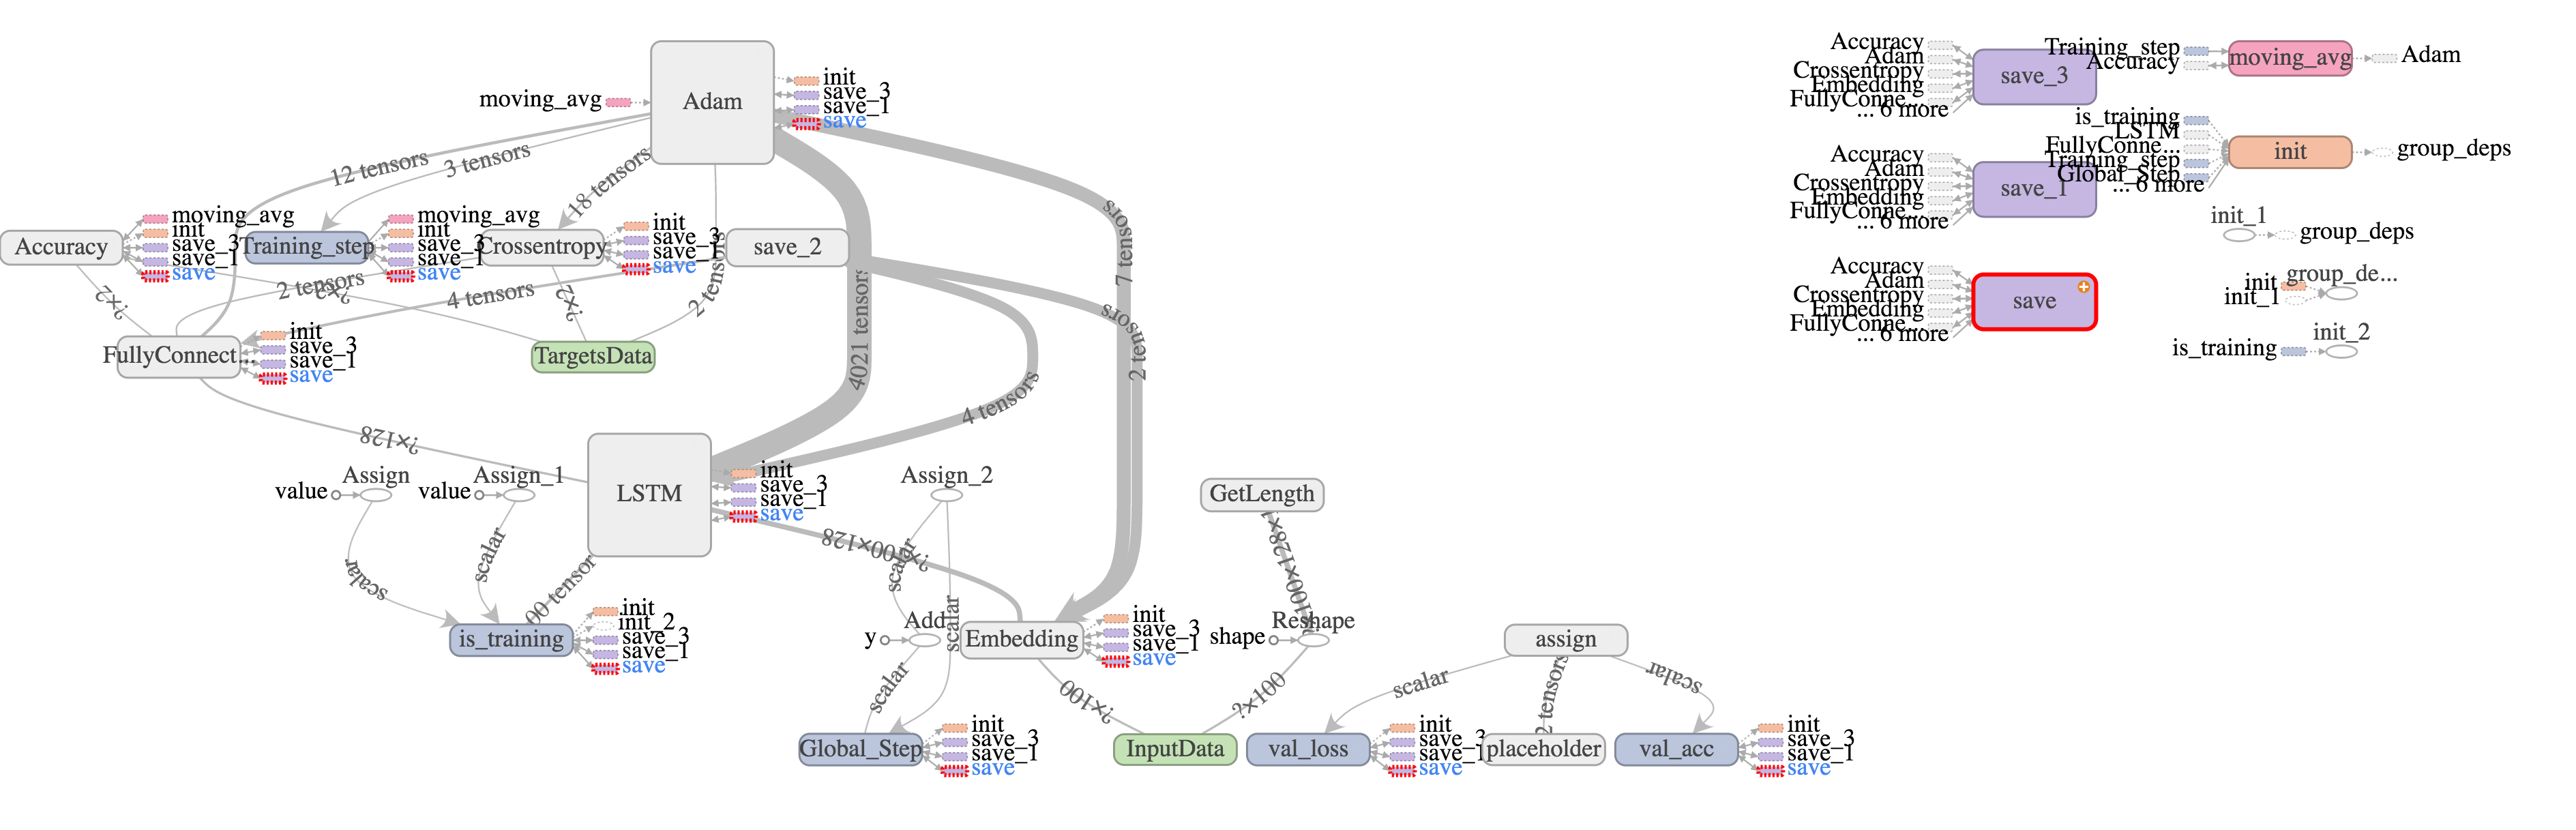 Adam
moving_avg
init
save_3
save_1
save
12 tensors
3 tensors
18 tensors
Accuracy
moving_avg
init
save_3
save_1
save
Training_step
moving_avg
init
save_3
save_1
save
Crossentropy
init
save_3
save_1
save
save_2
2 tensors
?×2
4 tensors
?×2
?×2
2 tensors
4021 tensors
7 tensors
2 tensors
4 tensors
FullyConnect...
init
save_3
save_1
save
TargetsData
?×128
LSTM
init
save_3
save_1
save
Assign
value
Assign_1
value
scalar
scalar
00 tensor
is_training
init
init_2
save_3
save_1
save
?×100×128
Assign_2
scalar
scalar
Add
y
scalar
Embedding
init
save_3
save_1
save
GetLength
?×100×128×1
Reshape
shape
?×100
?×100
Global_Step
init
save_3
save_1
save
InputData
assign
scalar
2 tensors
scalar
val_loss
init
save_3
save_1
save
placeholder
val_acc
init
save_3
save_1
save
Accuracy
Adam
Crossentropy
Embedding
FullyConne...
... 6 more
save_3
Accuracy
Adam
Crossentropy
Embedding
FullyConne...
... 6 more
save_1
Accuracy
Adam
Crossentropy
Embedding
FullyConne...
... 6 more
save
Training_step
Accuracy
moving_avg
Adam
is_training
LSTM
FullyConne...
Training_step
Global_Step
... 6 more
init
group_deps
init_1
group_deps
group_de...
init
init_1
init_2
is_training